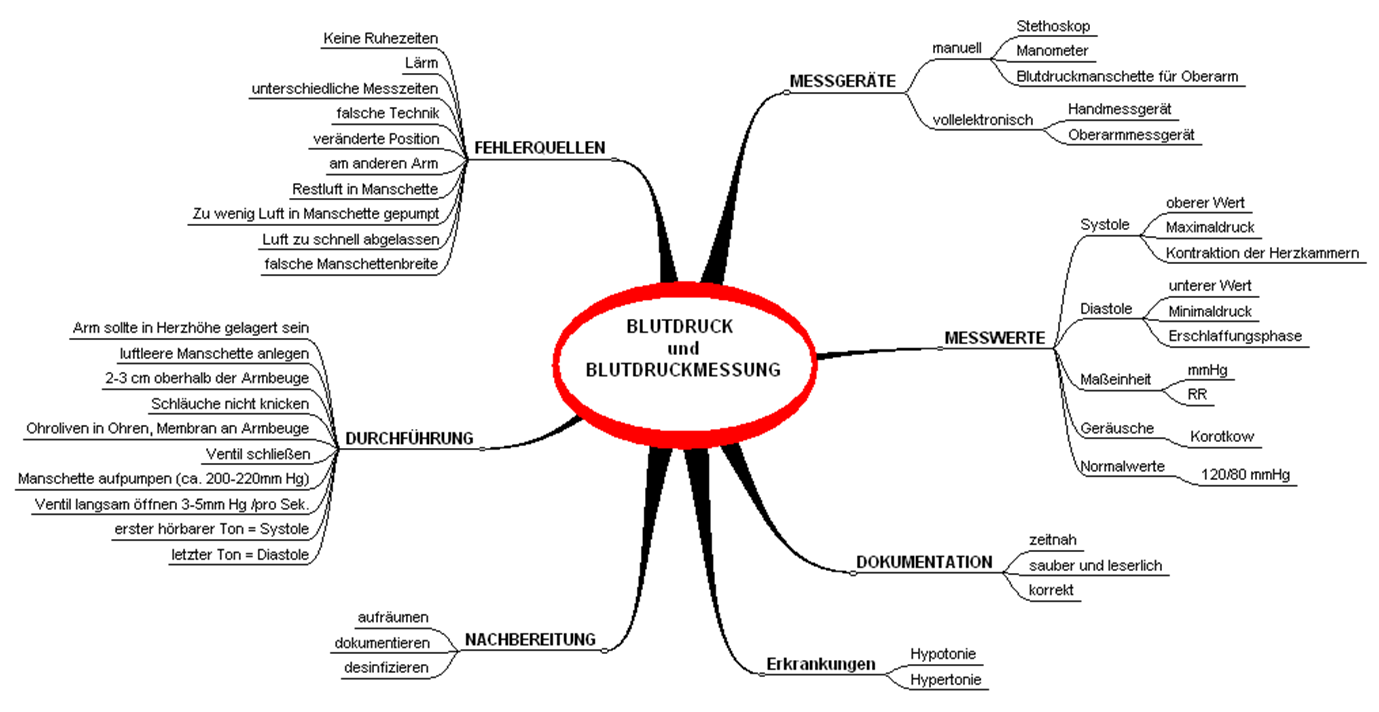 BLUTDRUCK
und
BLUTDRUCKMESSUNG
MESSGERÄTE
manuell
Stethoskop
Manometer
Blutdruckmanschette für Oberarm
vollelektronisch
Handmessgerät
Oberarmmessgerät
MESSWERTE
Systole
oberer Wert
Maximaldruck
Kontraktion der Herzkammern
Diastole
unterer Wert
Minimaldruck
Erschlaffungsphase
Maßeinheit
mmHg
RR
Geräusche
Korotkow
Normalwerte
120/80 mmHg
DOKUMENTATION
zeitnah
sauber und leserlich
korrekt
Erkrankungen
Hypotonie
Hypertonie
FEHLERQUELLEN
Keine Ruhezeiten
Lärm
unterschiedliche Messzeiten
falsche Technik
veränderte Position
am anderen Arm
Restluft in Manschette
Zu wenig Luft in Manschette gepumpt
Luft zu schnell abgelassen
falsche Manschettenbreite
DURCHFÜHRUNG
Arm sollte in Herzhöhe gelagert sein
luftleere Manschette anlegen
2-3 cm oberhalb der Armbeuge
Schläuche nicht knicken
Ohroliven in Ohren, Membran an Armbeuge
Ventil schließen
Manschette aufpumpen (ca. 200-220mm Hg)
Ventil langsam öffnen 3-5mm Hg /pro Sek.
erster hörbarer Ton = Systole
letzter Ton = Diastole
NACHBEREITUNG
aufräumen
dokumentieren
desinfizieren